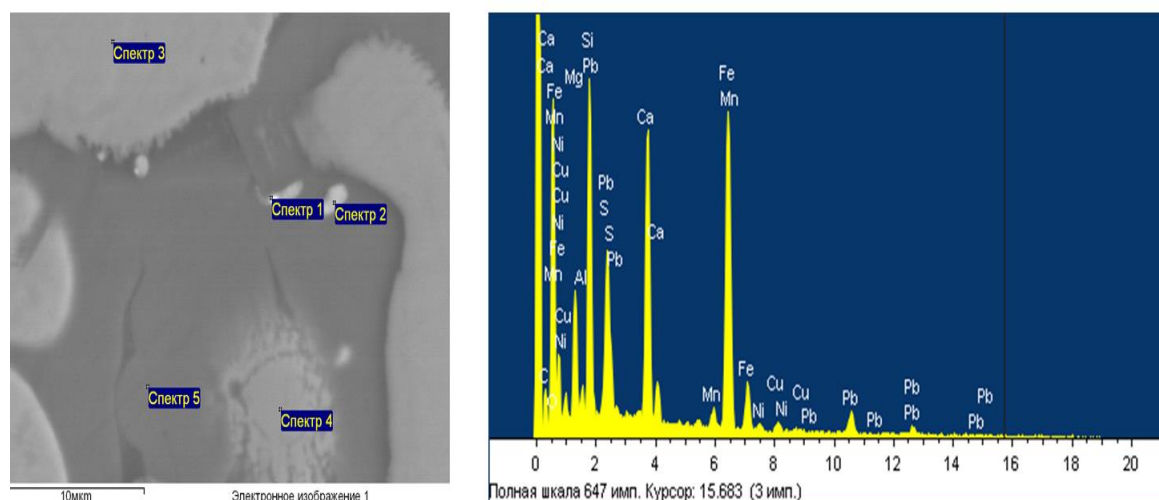 Спектр 3
Спектр 1
Спектр 2
Спектр 5
Спектр 4
10мкm
Электронное изображение 1
Ca
Ca
Fe
Mn
Ni
Cu
Cu
Ni
Fe
Mn
Cu
Ni
C
O
Mg
Al
Si
Pb
Pb
S
S
Pb
Ca
Ca
Fe
Mn
Mn
Fe
Ni
Cu
Ni
Cu
Pb
Pb
Pb
Pb
Pb
Pb
Pb
0 2 4 6 8 10 12 14 16 18 20
Полная шкала 647 имп. Курсор: 15.683 (3 имп.)